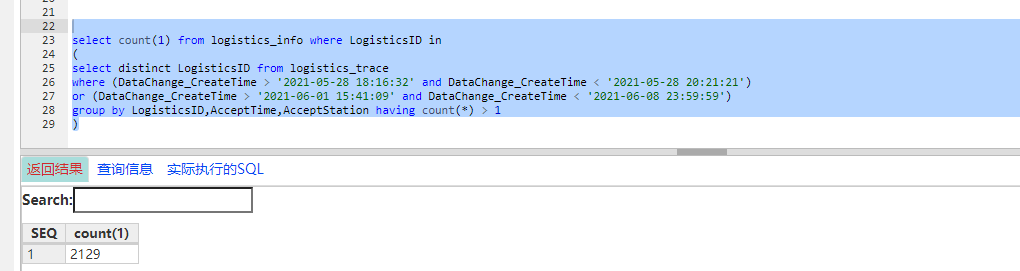 21
22
23 select count(1) from logistics_info where LogisticsID in
24 (
25 select distinct LogisticsID from logistics_trace
26 where (DataChange_CreateTime > '2021-05-28 18:16:32' and DataChange_CreateTime < '2021-05-28 20:21:21')
27 or (DataChange_CreateTime > '2021-06-01 15:41:09' and DataChange_CreateTime < '2021-06-08 23:59:59')
28 group by LogisticsID,AcceptTime,AcceptStation having count(*) > 1
29 )
返回结果 查询信息 实际执行的SQL
Search:
SEQ count(1)
1 2129